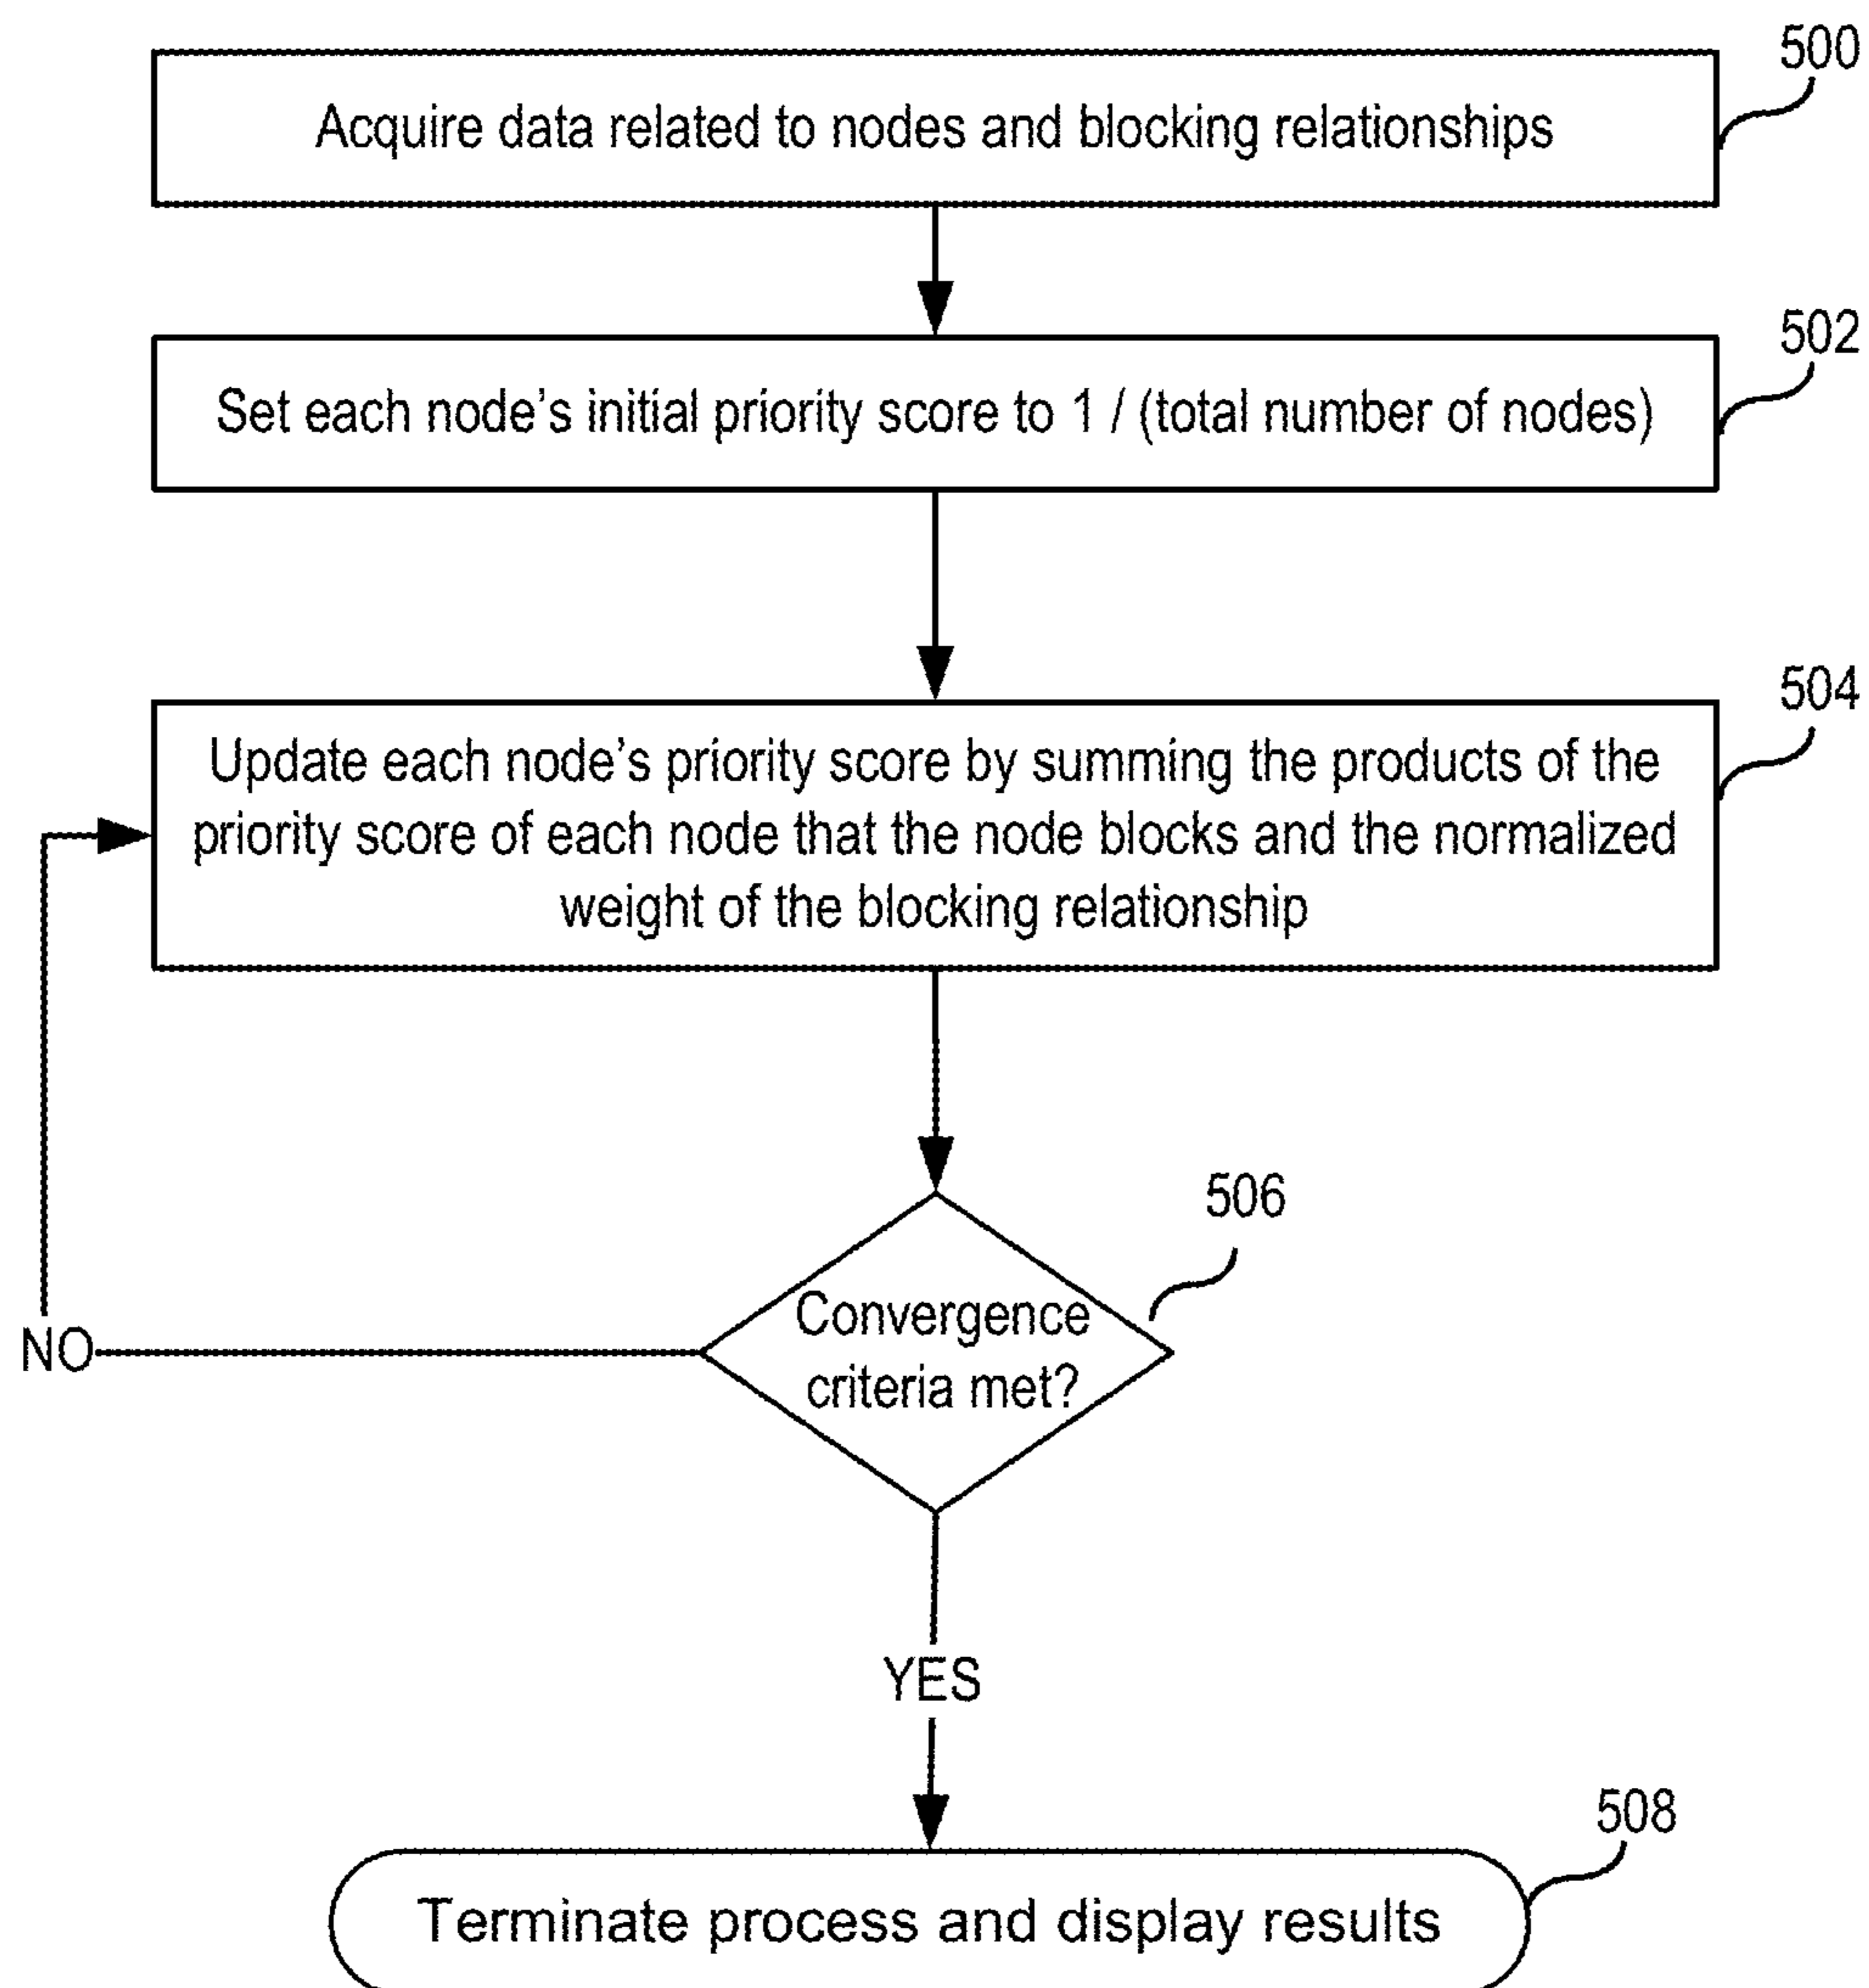 500
Acquire data related to nodes and blocking relationships
502
Set each node's initial priority score to 1 / (total number of nodes)
504
Update each node's priority score by summing the products of the
priority score of each node that the node blocks and the normalized
weight of the blocking relationship
506
Convergence
criteria met?
NO
YES
508
Terminate process and display results